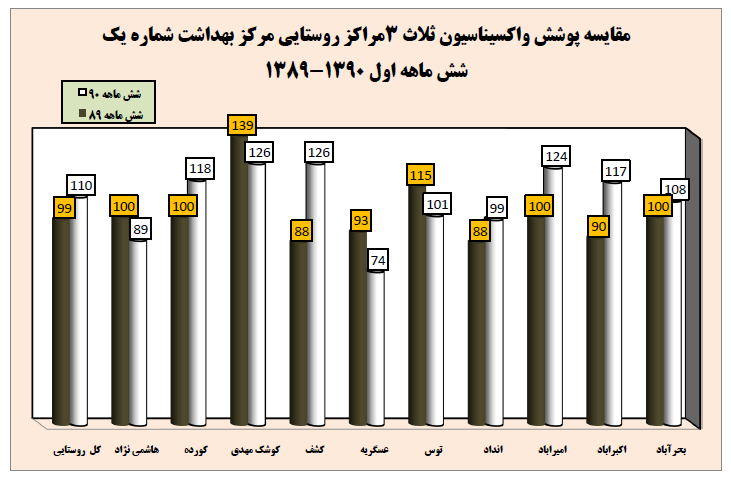 مقایسه پوشش واکسیناسیون ثلاث ۳مراکز روستایی مرکز بهداشت شماره یک
شش ماهه اول ۱۳۹۰-۱۳۸۹
شش ماهه ۹۰
شش ماهه ۸۹
99 110 100 89 100 118 139 126 88 126 93 74 115 101 88 99 100 124 90 117 100 108
بحرآباد اکبراباد امیراباد انداد توس عسگریه کشف کوشک مهدی کورده هاشمی نژاد کل روستایی